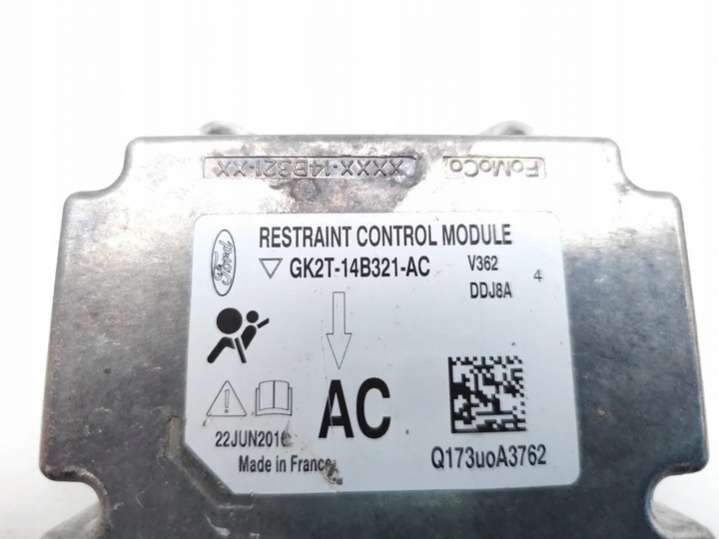 XXXX-14B321-XX FoMoCo
Ford
RESTRAINT CONTROL MODULE
GK2T-14B321-AC V362
DDJ8A 4
AC
22JUN2016
Made in France
Q173uoA3762